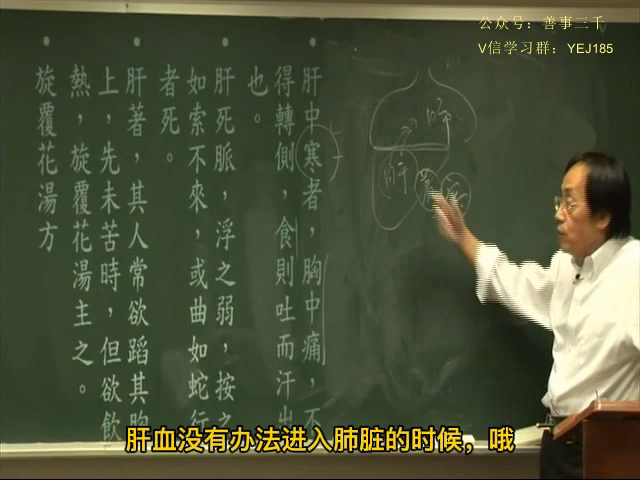 公众号：善事三千
V信学习群：YEJ185
• 肝中寒者，胸中痛，不
得轉側，食則吐而汗出
也。
• 肝死脈，浮之弱，按之
如索不來，或曲如蛇行
者死。
• 肝著，其人常欲蹈其胸
上，先未苦時，但欲飲
熱，旋覆花湯主之。
• 旋覆花湯方
肺
肝
肝血没有办法进入肺脏的时候，哦